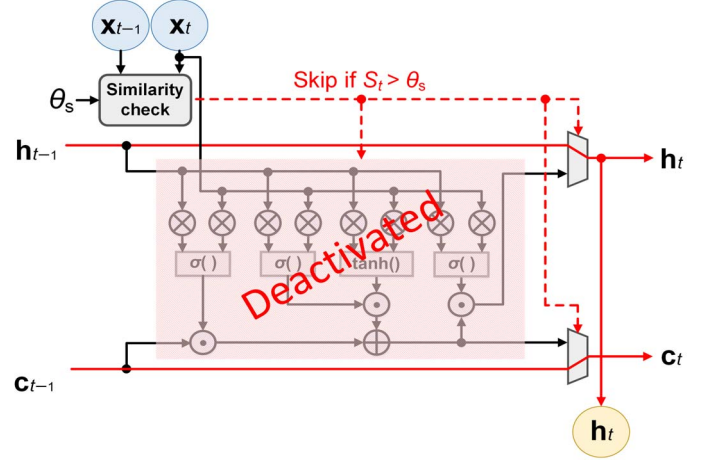 x_{t−1} x_t
Similarity
check
θ_s
Skip if S_t > θ_s
h_{t−1}
h_t
σ( ) σ( ) tanh() σ( )
Deactivated
c_t
c_{t−1}
h_t